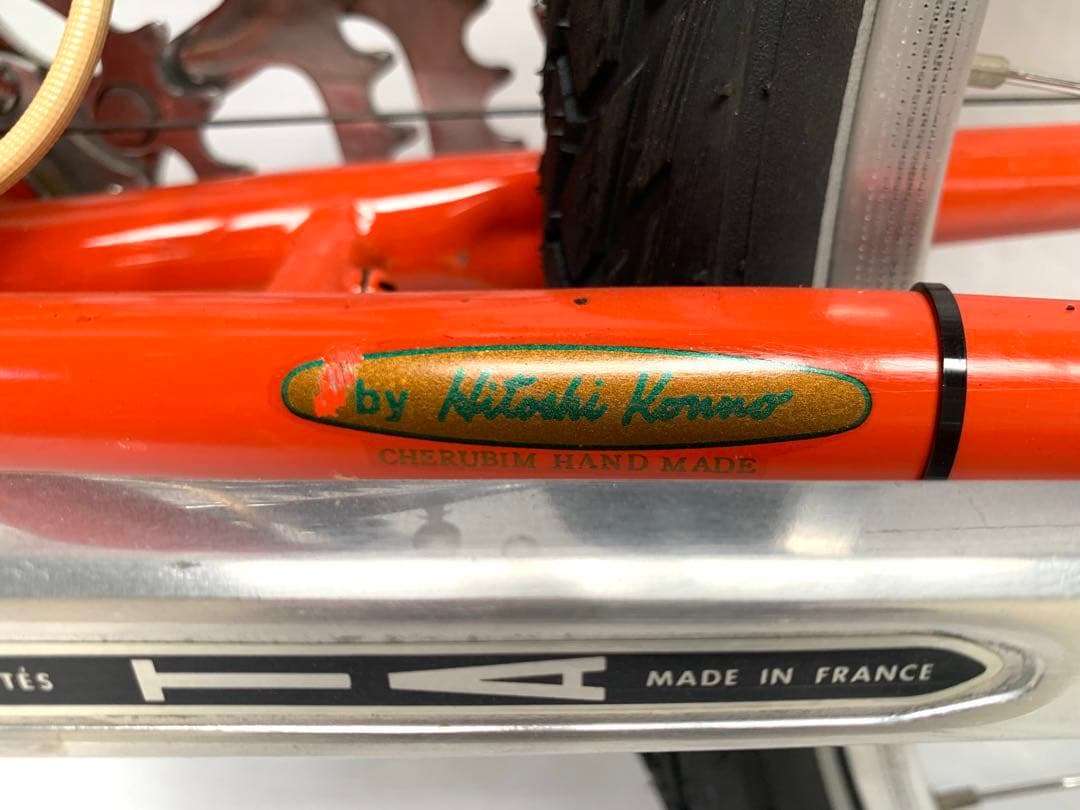 by Hitoshi Konno
CHERUBIM HAND MADE
TÉS TA MADE IN FRANCE